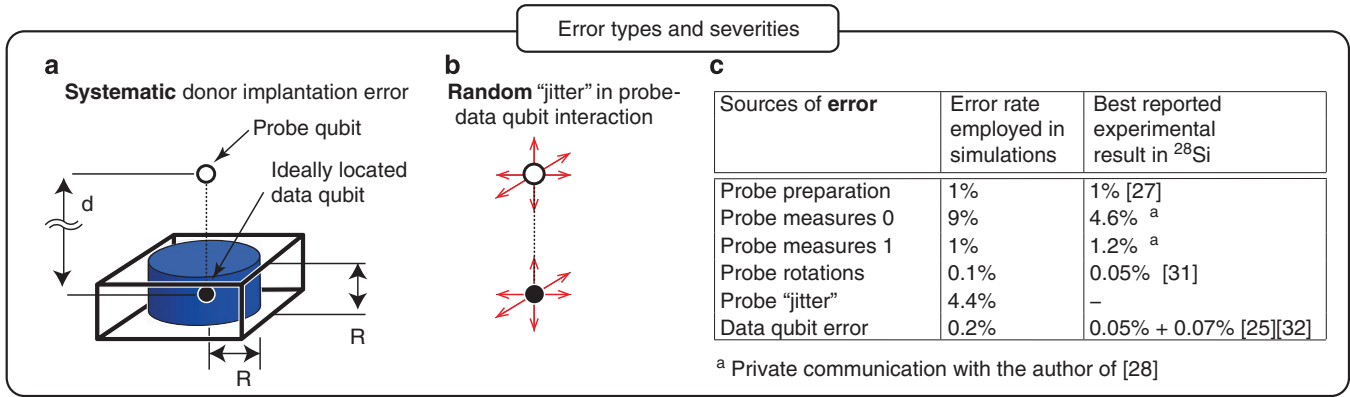 Error types and severities
a
Systematic donor implantation error
Probe qubit
Ideally located
data qubit
d
R
R
b
Random “jitter” in probe-
data qubit interaction
c
Sources of error
Error rate
employed in
simulations
Best reported
experimental
result in ²⁸Si
Probe preparation 1% 1% [27]
Probe measures 0 9% 4.6% ᵃ
Probe measures 1 1% 1.2% ᵃ
Probe rotations 0.1% 0.05% [31]
Probe “jitter” 4.4% –
Data qubit error 0.2% 0.05% + 0.07% [25][32]
ᵃ Private communication with the author of [28]